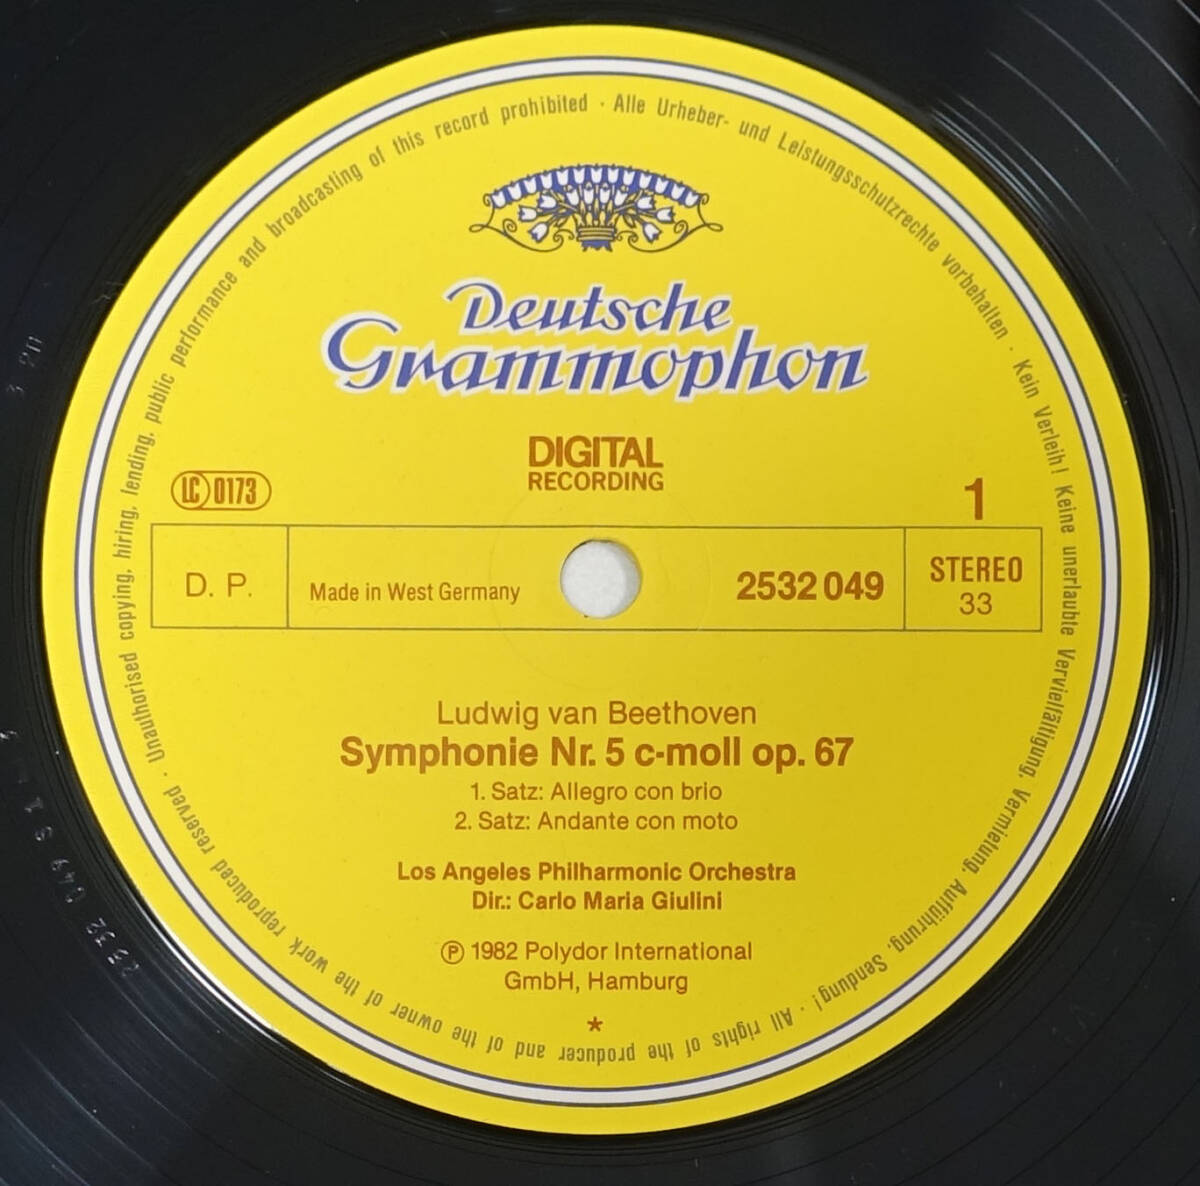 Deutsche
Grammophon
DIGITAL
RECORDING
LC 0173
1
D. P.
Made in West Germany
2532 049
STEREO
33
Ludwig van Beethoven
Symphonie Nr. 5 c-moll op. 67
1. Satz: Allegro con brio
2. Satz: Andante con moto
Los Angeles Philharmonic Orchestra
Dir.: Carlo Maria Giulini
℗ 1982 Polydor International
GmbH, Hamburg
*
Alle Urheber- und Leistungsschutzrechte vorbehalten · Kein Verleih! Keine unerlaubte Vervielfältigung, Vermietung, Aufführung, Sendung! · All rights of the producer and of the owner of the work reproduced reserved · Unauthorised copying, hiring, lending, public performance and broadcasting of this record prohibited ·